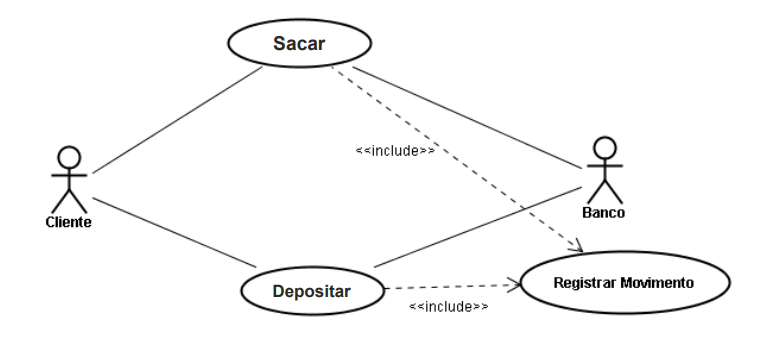 Sacar
<<include>>
Cliente
Banco
Depositar
<<include>>
Registrar Movimento